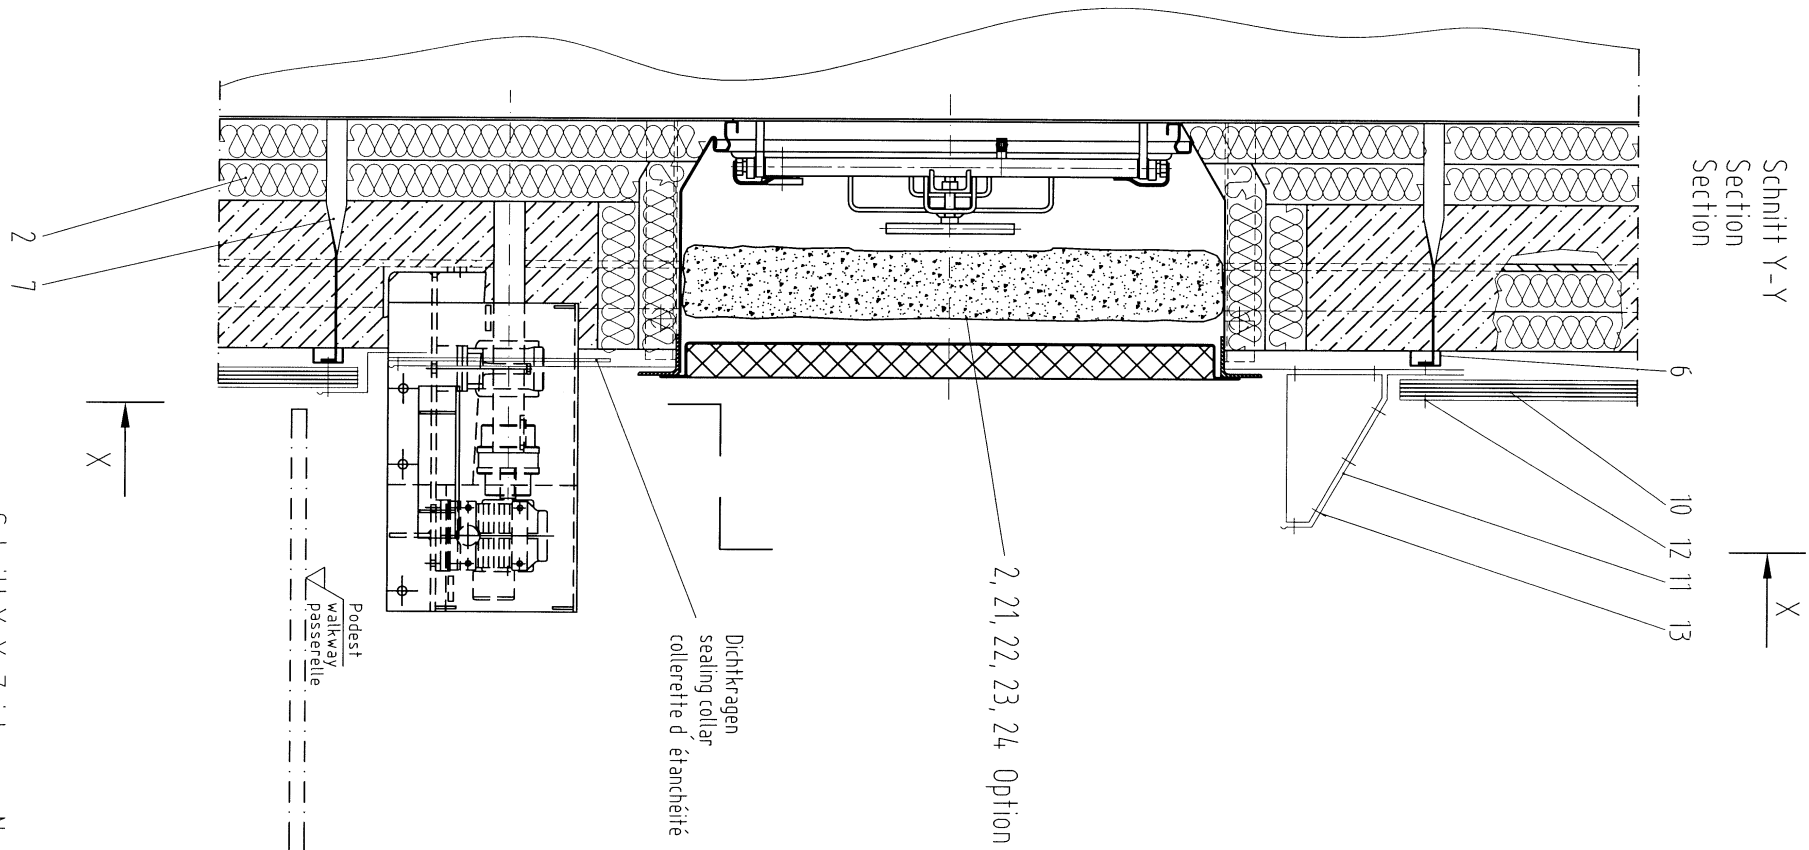 Schnitt Y-Y
Section
Section
6
10
12
11
13
X
2, 21, 22, 23, 24 Option
Dichtkragen
sealing collar
collerette d´étanchéité
Podest
walkway
passerelle
2
7
X